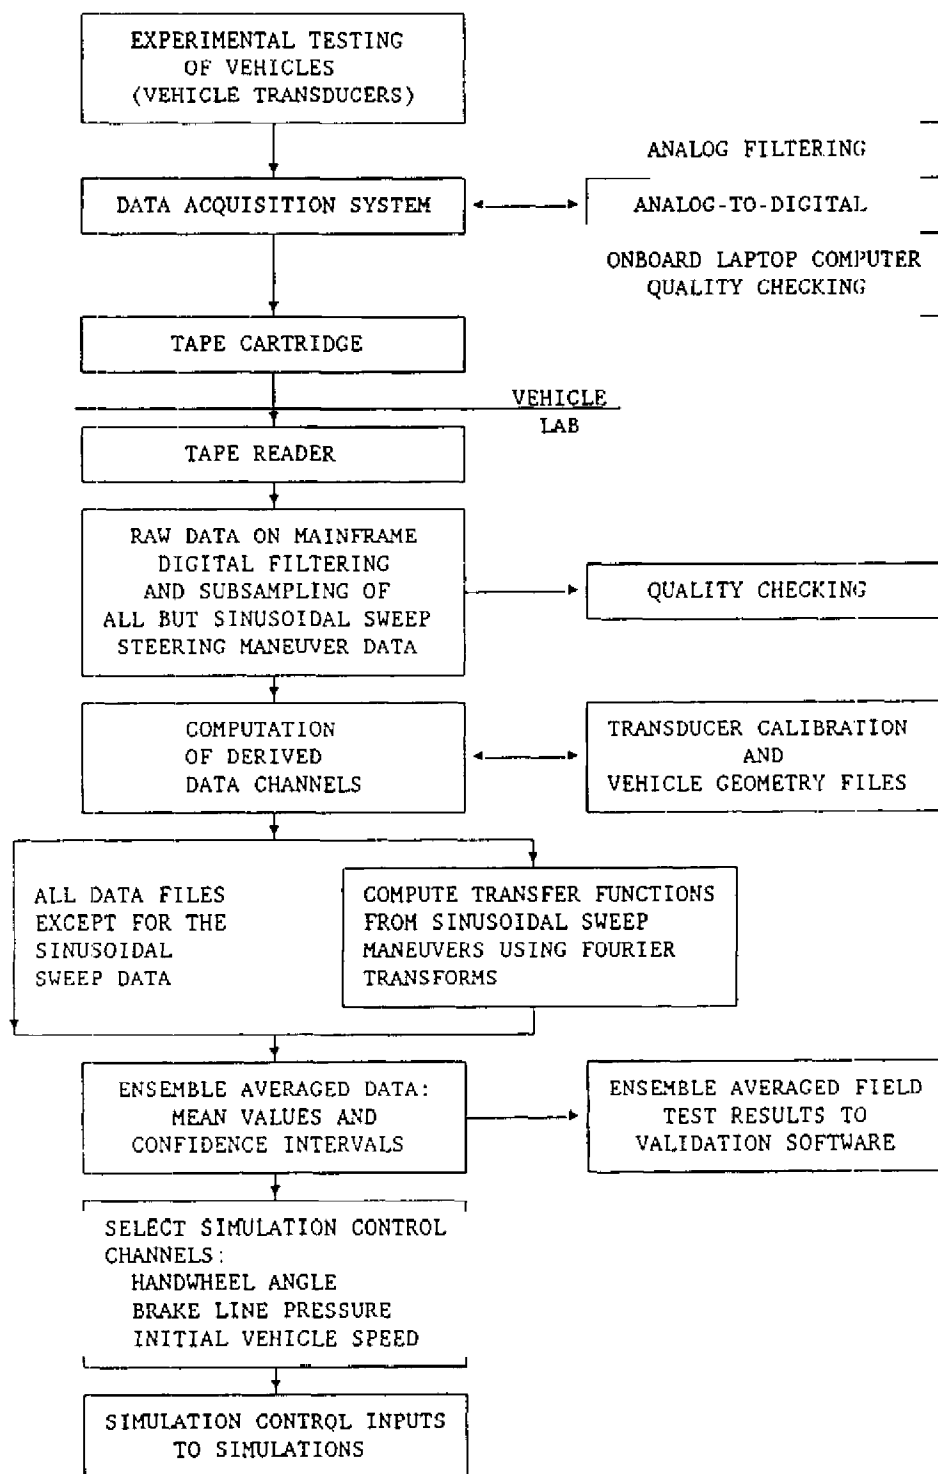 EXPERIMENTAL TESTING
OF VEHICLES
(VEHICLE TRANSDUCERS)
ANALOG FILTERING
DATA ACQUISITION SYSTEM
ANALOG-TO-DIGITAL
ONBOARD LAPTOP COMPUTER
QUALITY CHECKING
TAPE CARTRIDGE
VEHICLE
LAB
TAPE READER
RAW DATA ON MAINFRAME
DIGITAL FILTERING
AND SUBSAMPLING OF
ALL BUT SINUSOIDAL SWEEP
STEERING MANEUVER DATA
QUALITY CHECKING
COMPUTATION
OF DERIVED
DATA CHANNELS
TRANSDUCER CALIBRATION
AND
VEHICLE GEOMETRY FILES
ALL DATA FILES
EXCEPT FOR THE
SINUSOIDAL
SWEEP DATA
COMPUTE TRANSFER FUNCTIONS
FROM SINUSOIDAL SWEEP
MANEUVERS USING FOURIER
TRANSFORMS
ENSEMBLE AVERAGED DATA:
MEAN VALUES AND
CONFIDENCE INTERVALS
ENSEMBLE AVERAGED FIELD
TEST RESULTS TO
VALIDATION SOFTWARE
SELECT SIMULATION CONTROL
CHANNELS:
HANDWHEEL ANGLE
BRAKE LINE PRESSURE
INITIAL VEHICLE SPEED
SIMULATION CONTROL INPUTS
TO SIMULATIONS